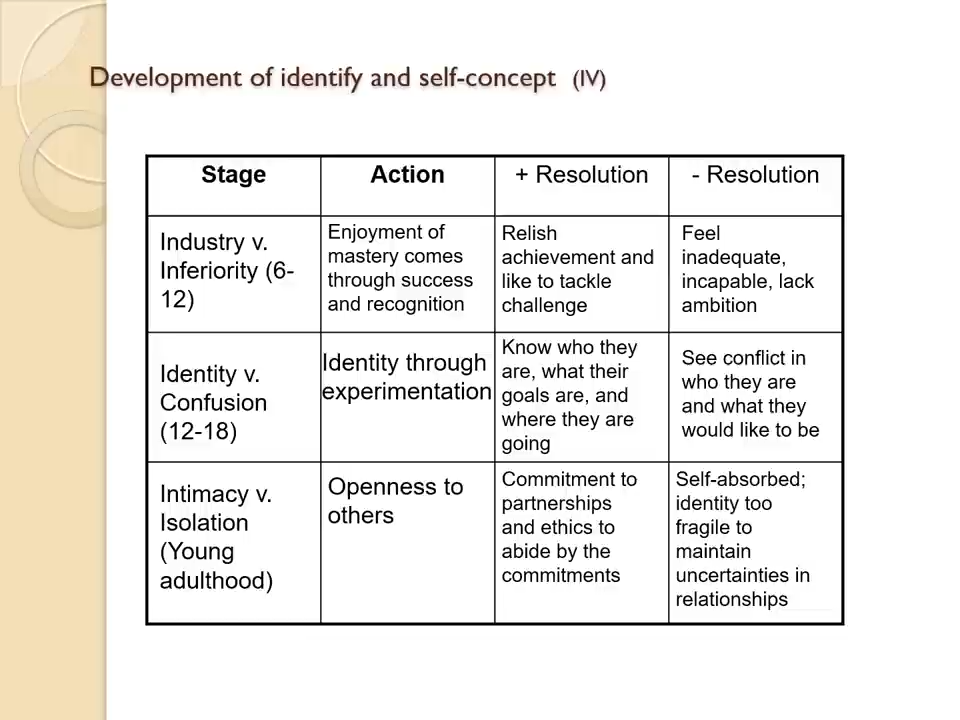 Development of identify and self-concept (IV)
Stage
Action
+ Resolution
- Resolution
Industry v.
Inferiority (6-
12)
Enjoyment of
mastery comes
through success
and recognition
Relish
achievement and
like to tackle
challenge
Feel
inadequate,
incapable, lack
ambition
Identity v.
Confusion
(12-18)
Identity through
experimentation
Know who they
are, what their
goals are, and
where they are
going
See conflict in
who they are
and what they
would like to be
Intimacy v.
Isolation
(Young
adulthood)
Openness to
others
Commitment to
partnerships
and ethics to
abide by the
commitments
Self-absorbed;
identity too
fragile to
maintain
uncertainties in
relationships